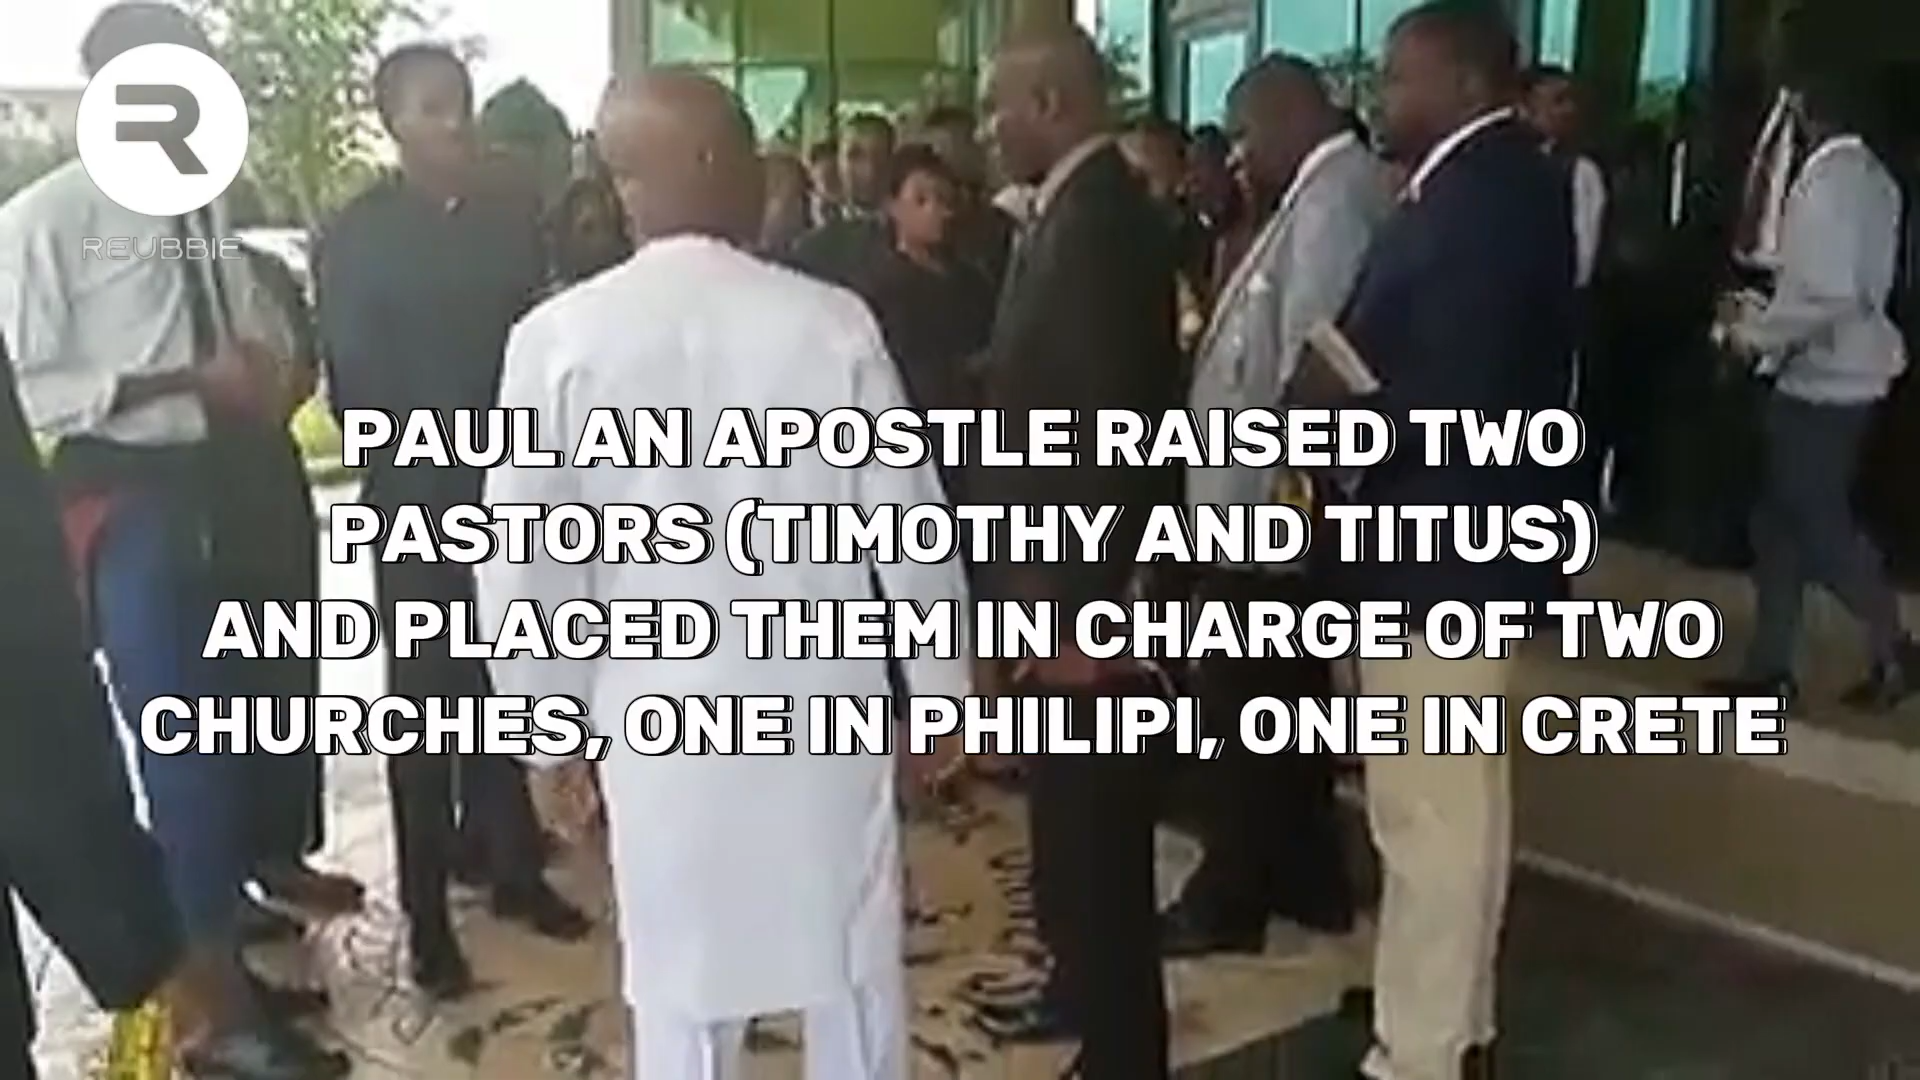 R
REUBBIE
PAUL AN APOSTLE RAISED TWO
PASTORS (TIMOTHY AND TITUS)
AND PLACED THEM IN CHARGE OF TWO
CHURCHES, ONE IN PHILIPI, ONE IN CRETE